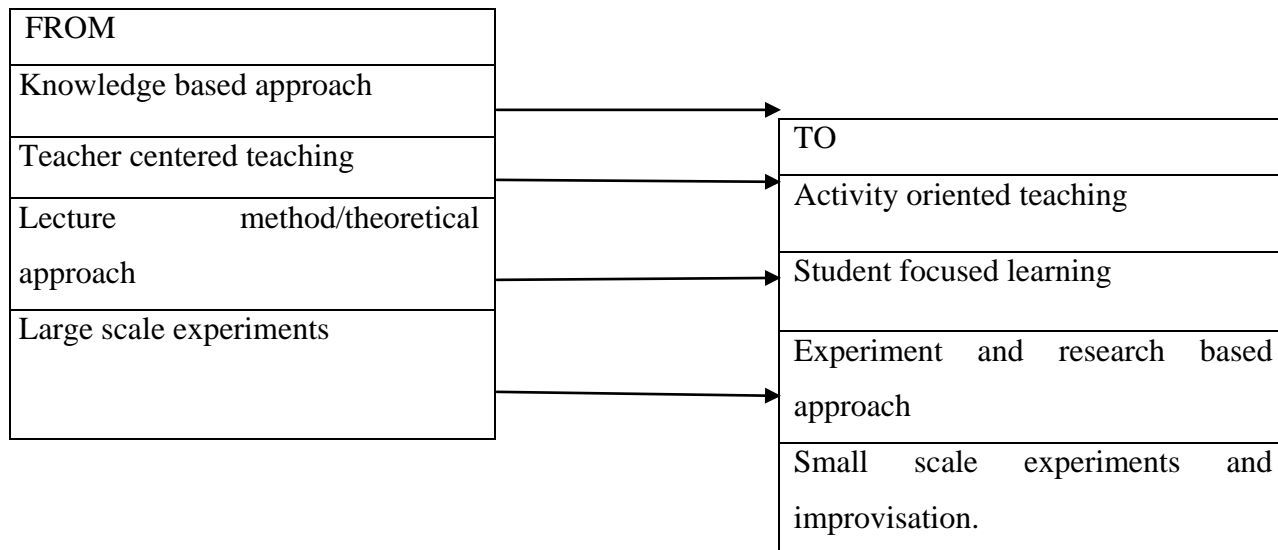 FROM
Knowledge based approach
Teacher centered teaching
Lecture method/theoretical
approach
Large scale experiments
TO
Activity oriented teaching
Student focused learning
Experiment and research based
approach
Small scale experiments and
improvisation.